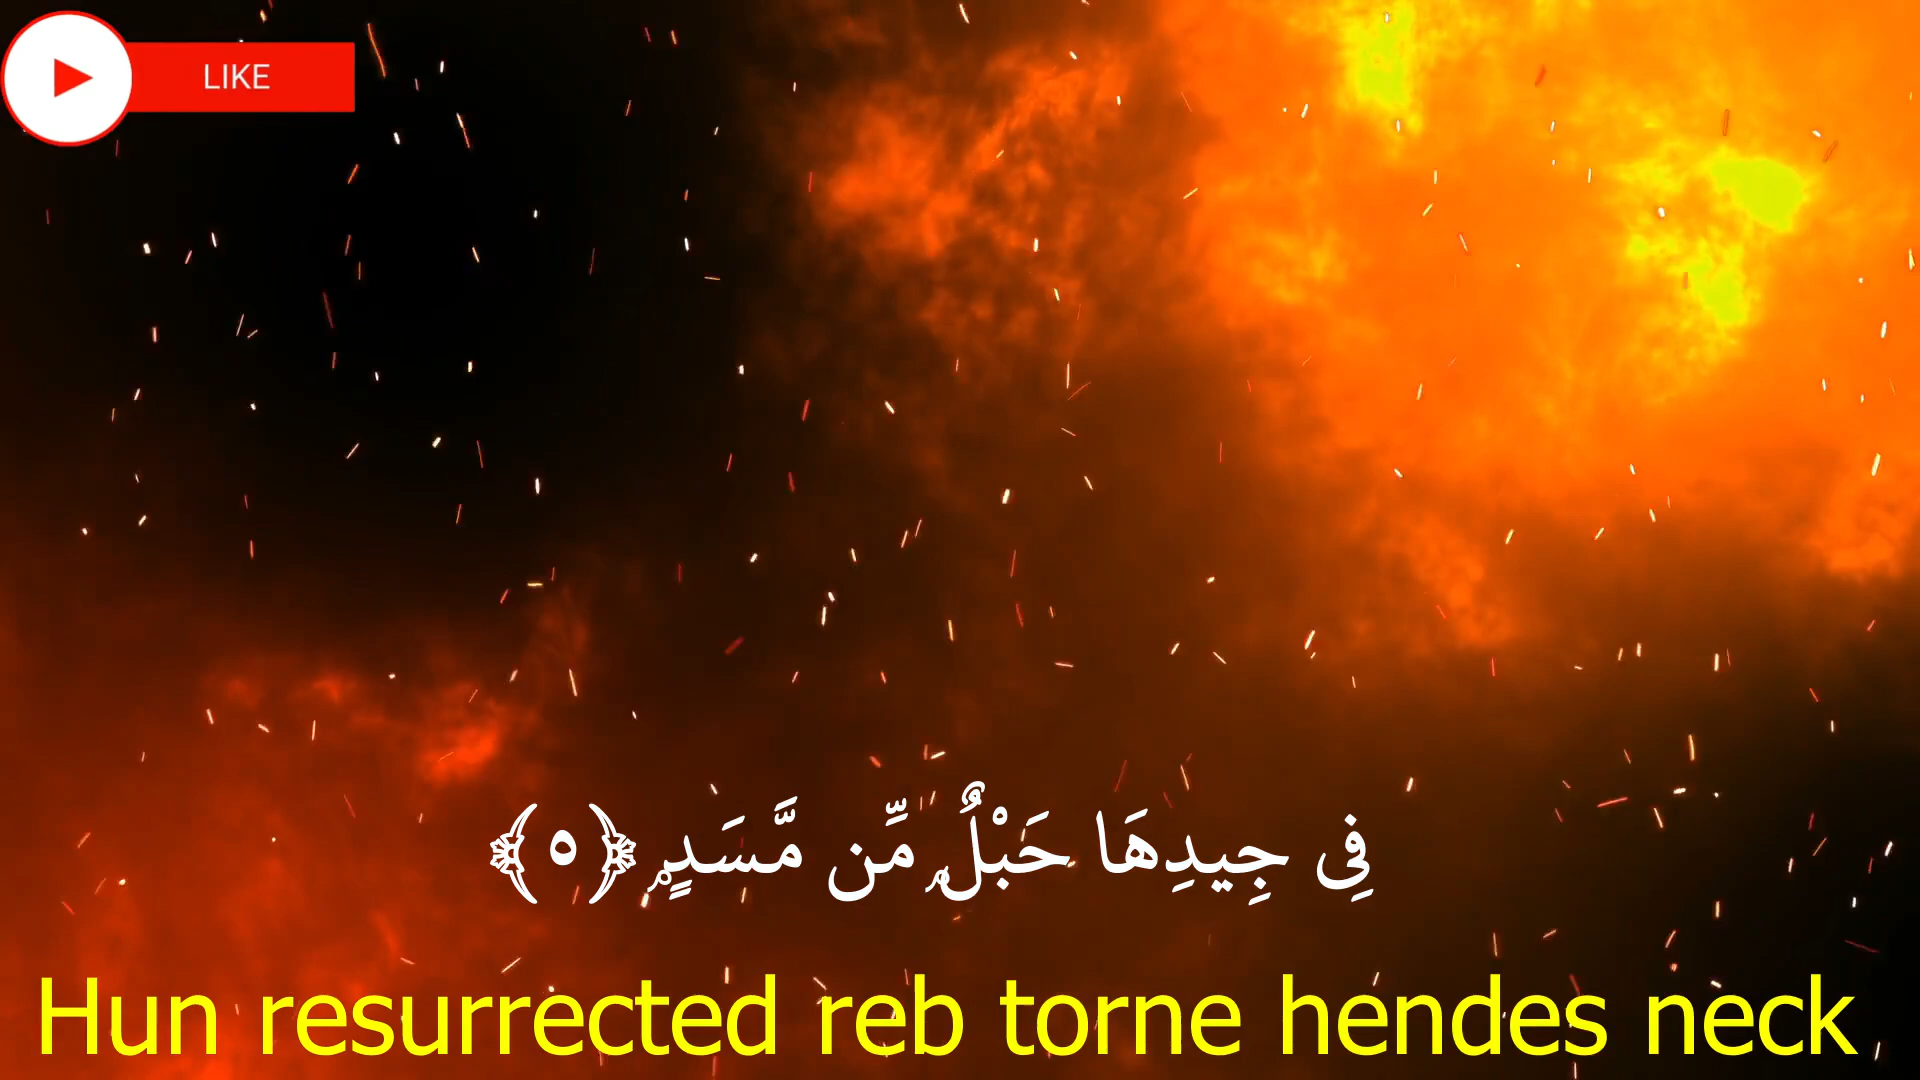 LIKE
فِى جِيدِهَا حَبْلٌۭ مِّن مَّسَدٍۭ ﴿٥﴾
Hun resurrected reb torne hendes neck